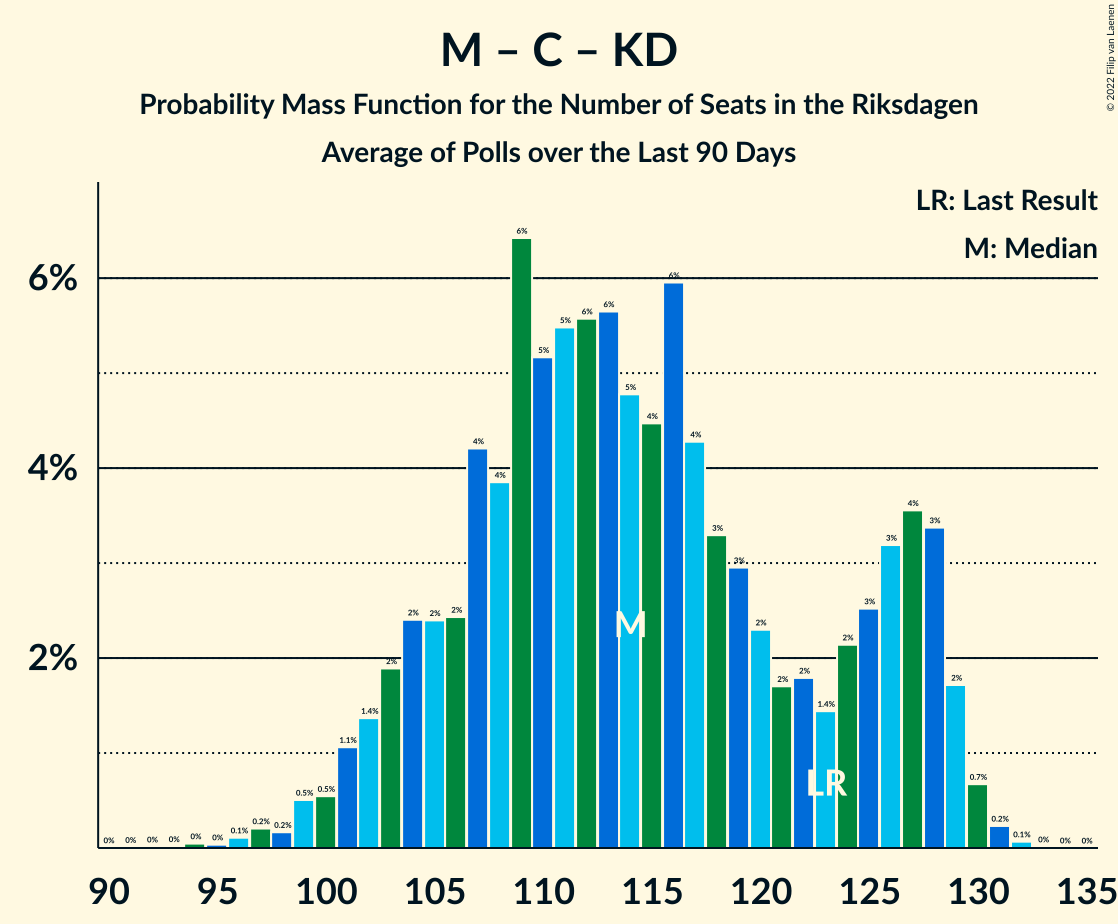 M – C – KD
Probability Mass Function for the Number of Seats in the Riksdagen
Average of Polls over the Last 90 Days
© 2022 Filip van Laenen
LR: Last Result
M: Median
6%
4%
2%
0% 0% 0% 0% 0% 0% 0.1% 0.2% 0.2% 0.5% 0.5% 1.1% 1.4% 2% 2% 2% 2% 4% 4% 6% 5% 5% 6% 6% 5% 4% 6% 4% 3% 3% 2% 2% 2% 1.4% 2% 3% 3% 4% 3% 2% 0.7% 0.2% 0.1% 0% 0% 0%
M
LR
90 95 100 105 110 115 120 125 130 135